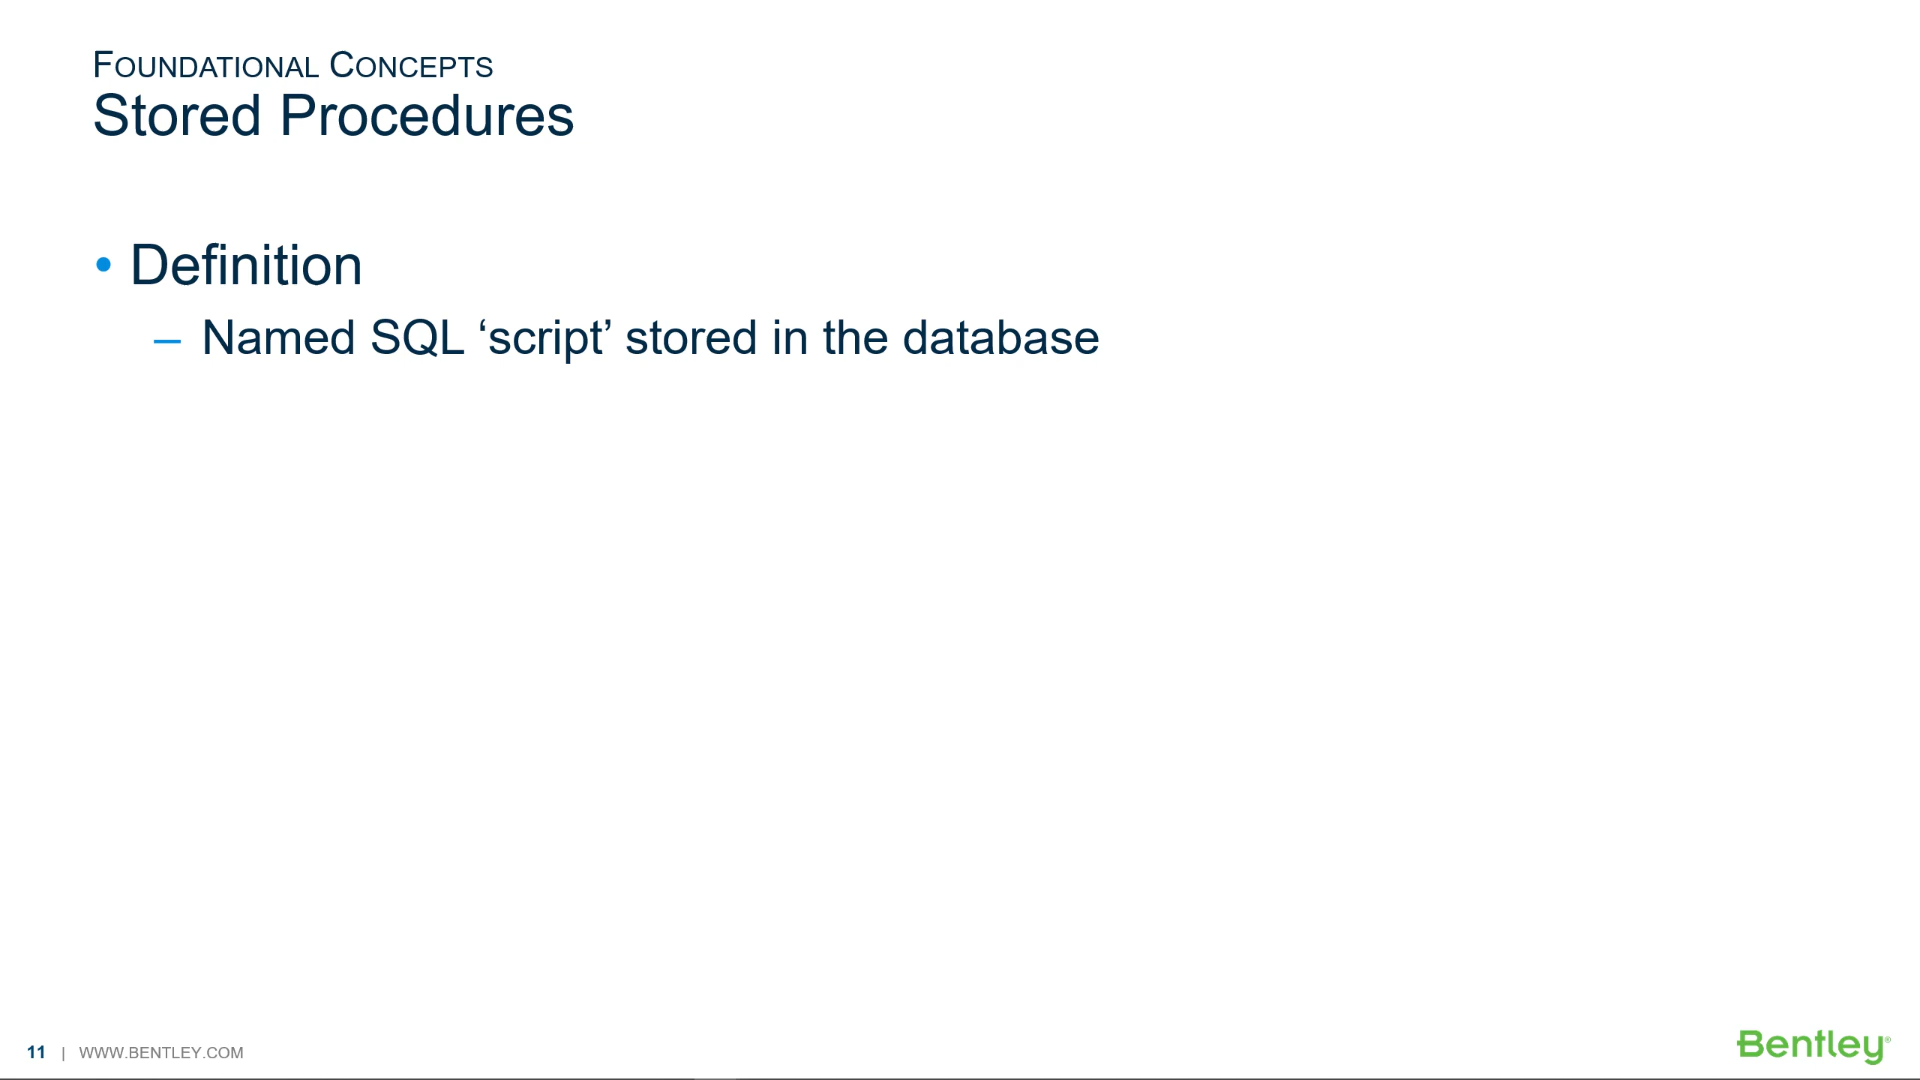 FOUNDATIONAL CONCEPTS
Stored Procedures
• Definition
– Named SQL ‘script’ stored in the database
11 | WWW.BENTLEY.COM
Bentley®